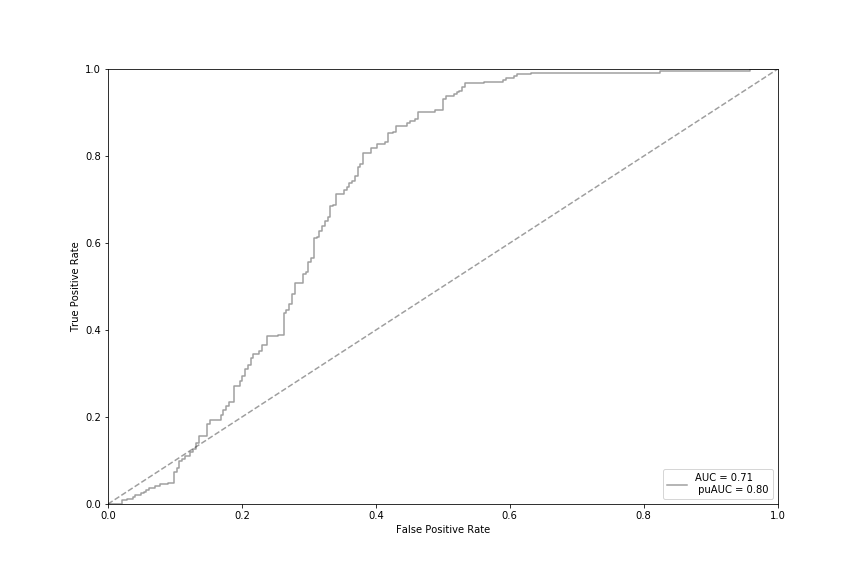 1.0
0.8
0.6
0.4
0.2
0.0
True Positive Rate
AUC = 0.71
puAUC = 0.80
0.0 0.2 0.4 0.6 0.8 1.0
False Positive Rate